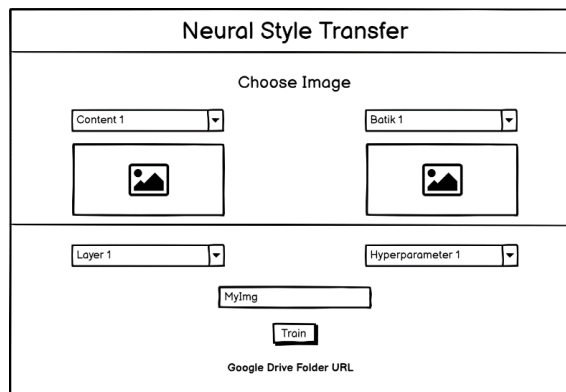 Neural Style Transfer
Choose Image
Content 1
Batik 1
Layer 1
Hyperparameter 1
MyImg
Train
Google Drive Folder URL